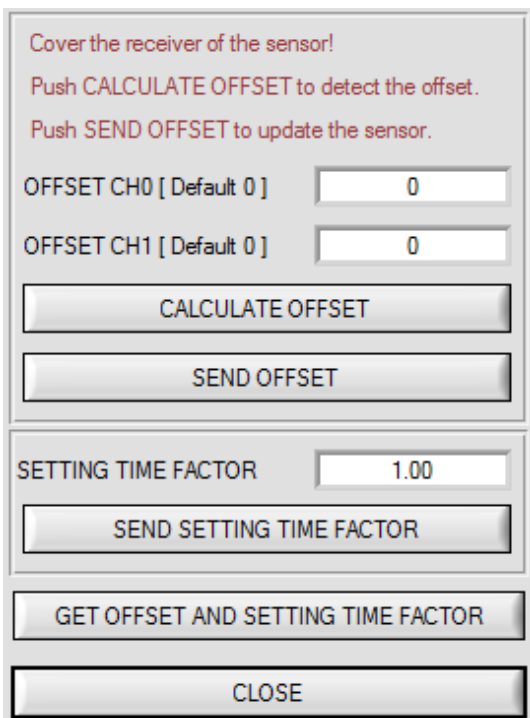 Cover the receiver of the sensor!
Push CALCULATE OFFSET to detect the offset.
Push SEND OFFSET to update the sensor.
OFFSET CH0 [ Default 0 ] 0
OFFSET CH1 [ Default 0 ] 0
CALCULATE OFFSET
SEND OFFSET
SETTING TIME FACTOR 1.00
SEND SETTING TIME FACTOR
GET OFFSET AND SETTING TIME FACTOR
CLOSE